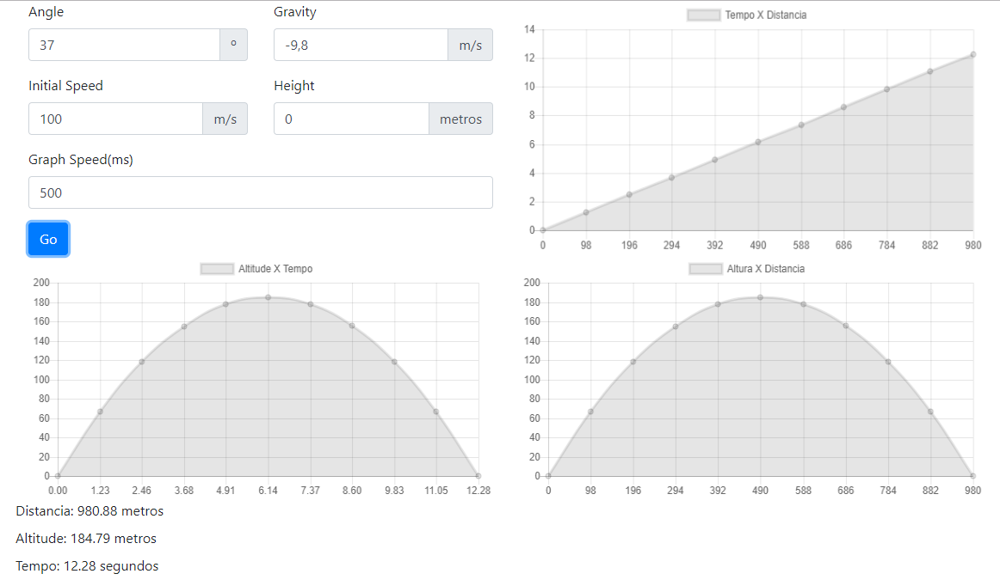 Angle
Gravity
37 º
-9,8 m/s
Initial Speed
Height
100 m/s
0 metros
Graph Speed(ms)
500
Go
Tempo X Distancia
14
12
10
8
6
4
2
0
0 98 196 294 392 490 588 686 784 882 980
Altitude X Tempo
200
180
160
140
120
100
80
60
40
20
0
0.00 1.23 2.46 3.68 4.91 6.14 7.37 8.60 9.83 11.05 12.28
Altura X Distancia
200
180
160
140
120
100
80
60
40
20
0
0 98 196 294 392 490 588 686 784 882 980
Distancia: 980.88 metros
Altitude: 184.79 metros
Tempo: 12.28 segundos